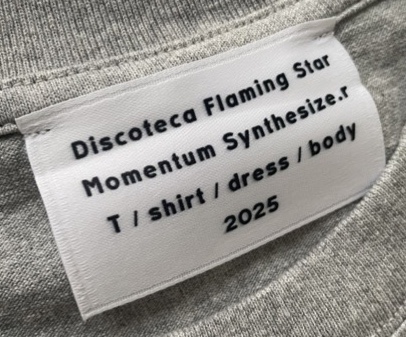 Discoteca Flaming Star
Momentum Synthesize.r
T / shirt / dress / body
2025